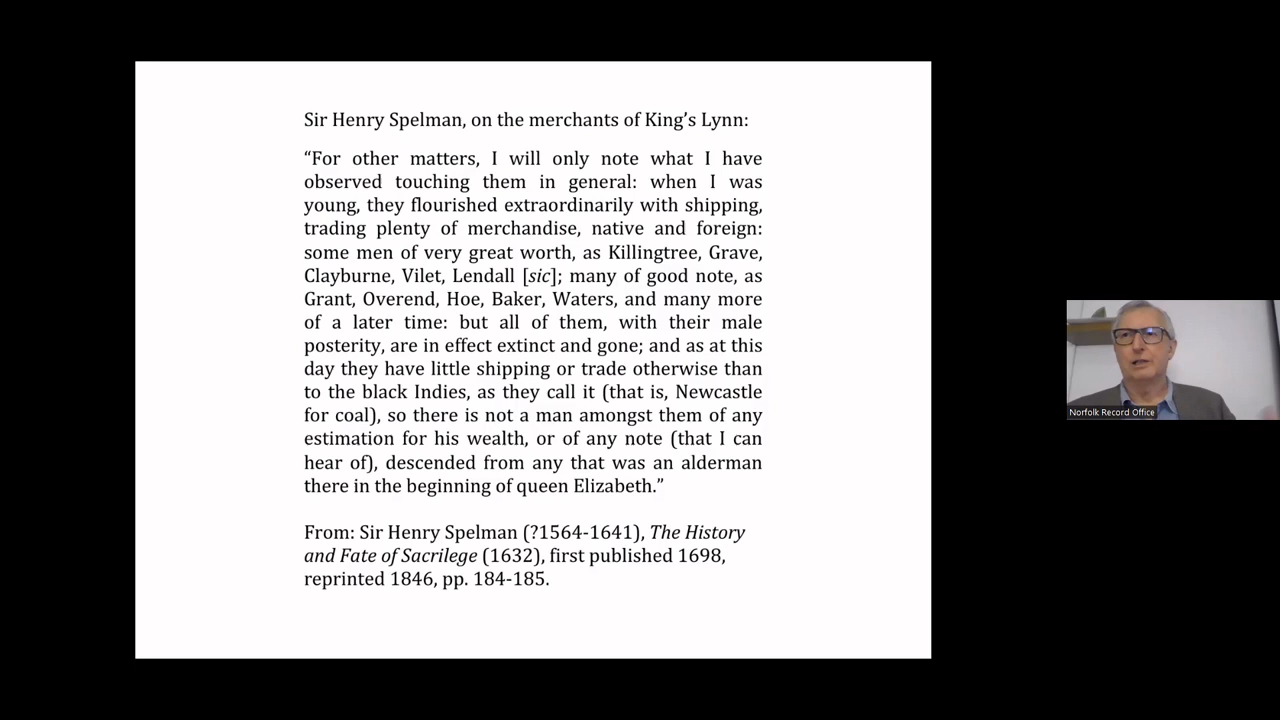 Sir Henry Spelman, on the merchants of King’s Lynn:
“For other matters, I will only note what I have
observed touching them in general: when I was
young, they flourished extraordinarily with shipping,
trading plenty of merchandise, native and foreign:
some men of very great worth, as Killingtree, Grave,
Clayburne, Vilet, Lendall [sic]; many of good note, as
Grant, Overend, Hoe, Baker, Waters, and many more
of a later time: but all of them, with their male
posterity, are in effect extinct and gone; and as at this
day they have little shipping or trade otherwise than
to the black Indies, as they call it (that is, Newcastle
for coal), so there is not a man amongst them of any
estimation for his wealth, or of any note (that I can
hear of), descended from any that was an alderman
there in the beginning of queen Elizabeth.”
From: Sir Henry Spelman (?1564-1641), The History
and Fate of Sacrilege (1632), first published 1698,
reprinted 1846, pp. 184-185.
Norfolk Record Office